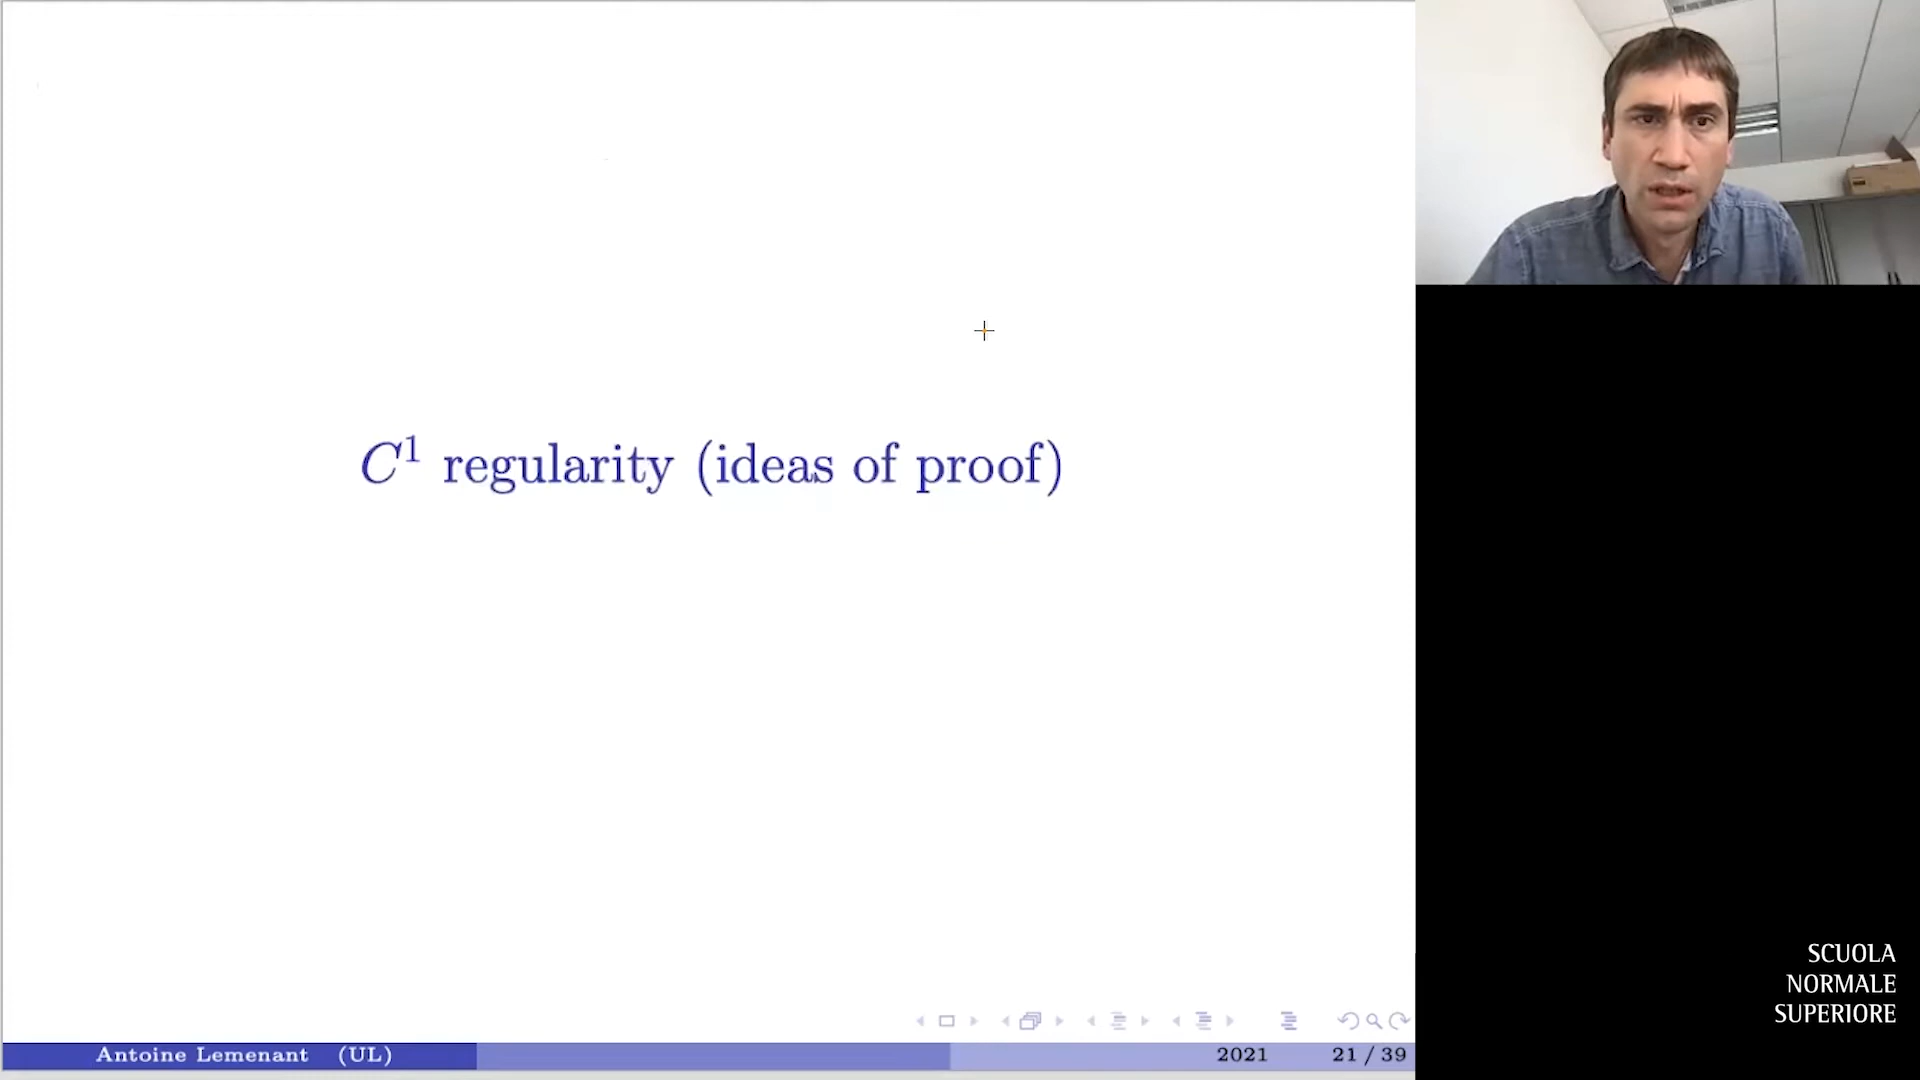 C¹ regularity (ideas of proof)
Antoine Lemenant (UL)
2021
21 / 39
SCUOLA
NORMALE
SUPERIORE